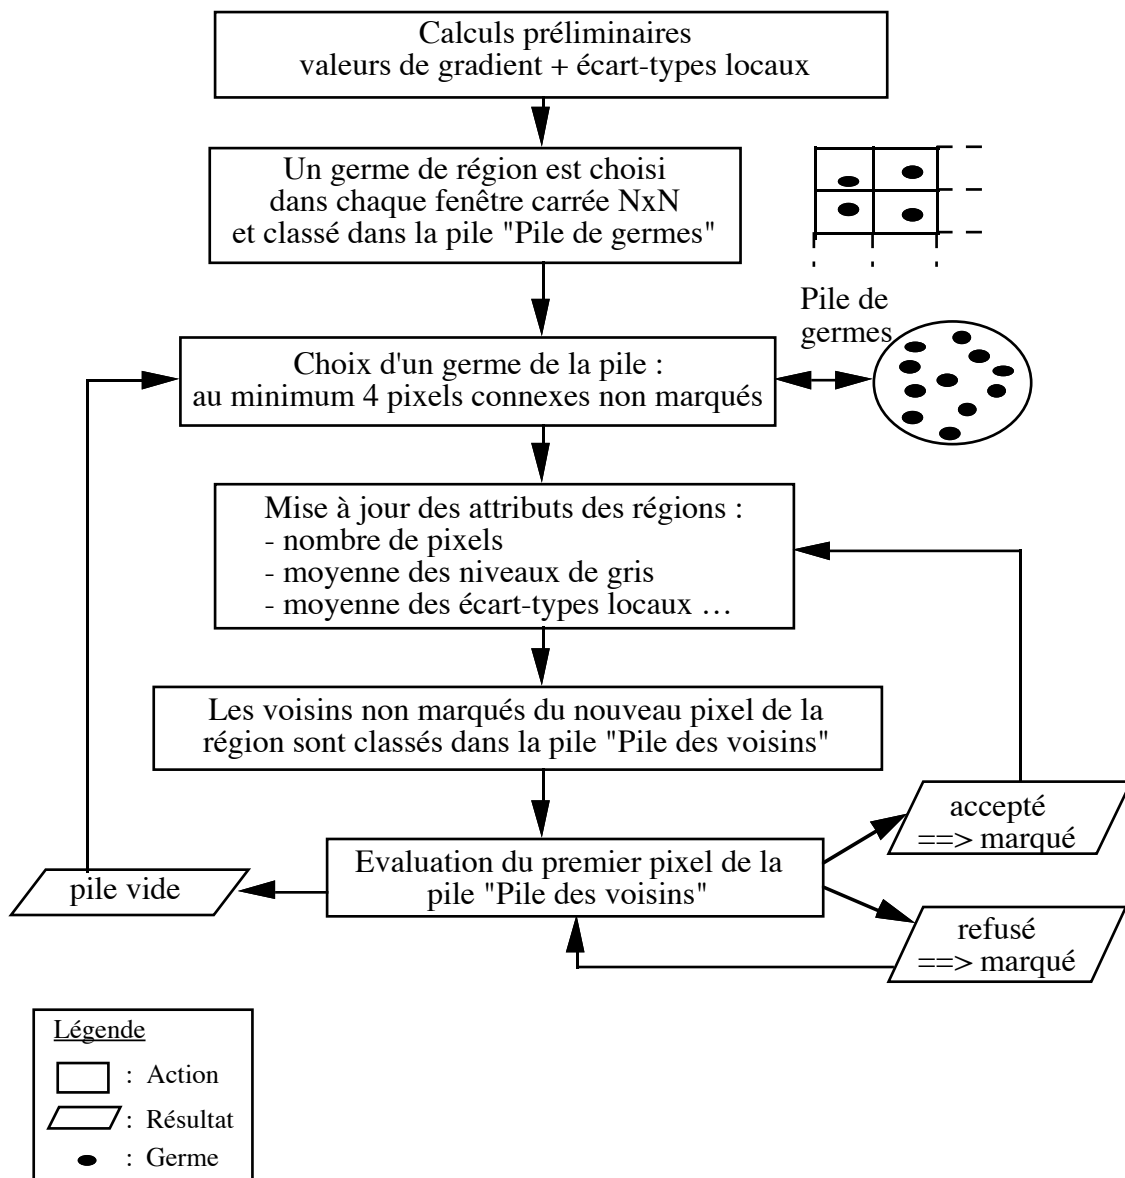 Calculs préliminaires
valeurs de gradient + écart-types locaux
Un germe de région est choisi
dans chaque fenêtre carrée NxN
et classé dans la pile "Pile de germes"
Pile de
germes
Choix d'un germe de la pile :
au minimum 4 pixels connexes non marqués
Mise à jour des attributs des régions :
- nombre de pixels
- moyenne des niveaux de gris
- moyenne des écart-types locaux …
Les voisins non marqués du nouveau pixel de la
région sont classés dans la pile "Pile des voisins"
accepté
==> marqué
Evaluation du premier pixel de la
pile "Pile des voisins"
pile vide
refusé
==> marqué
Légende
: Action
: Résultat
: Germe